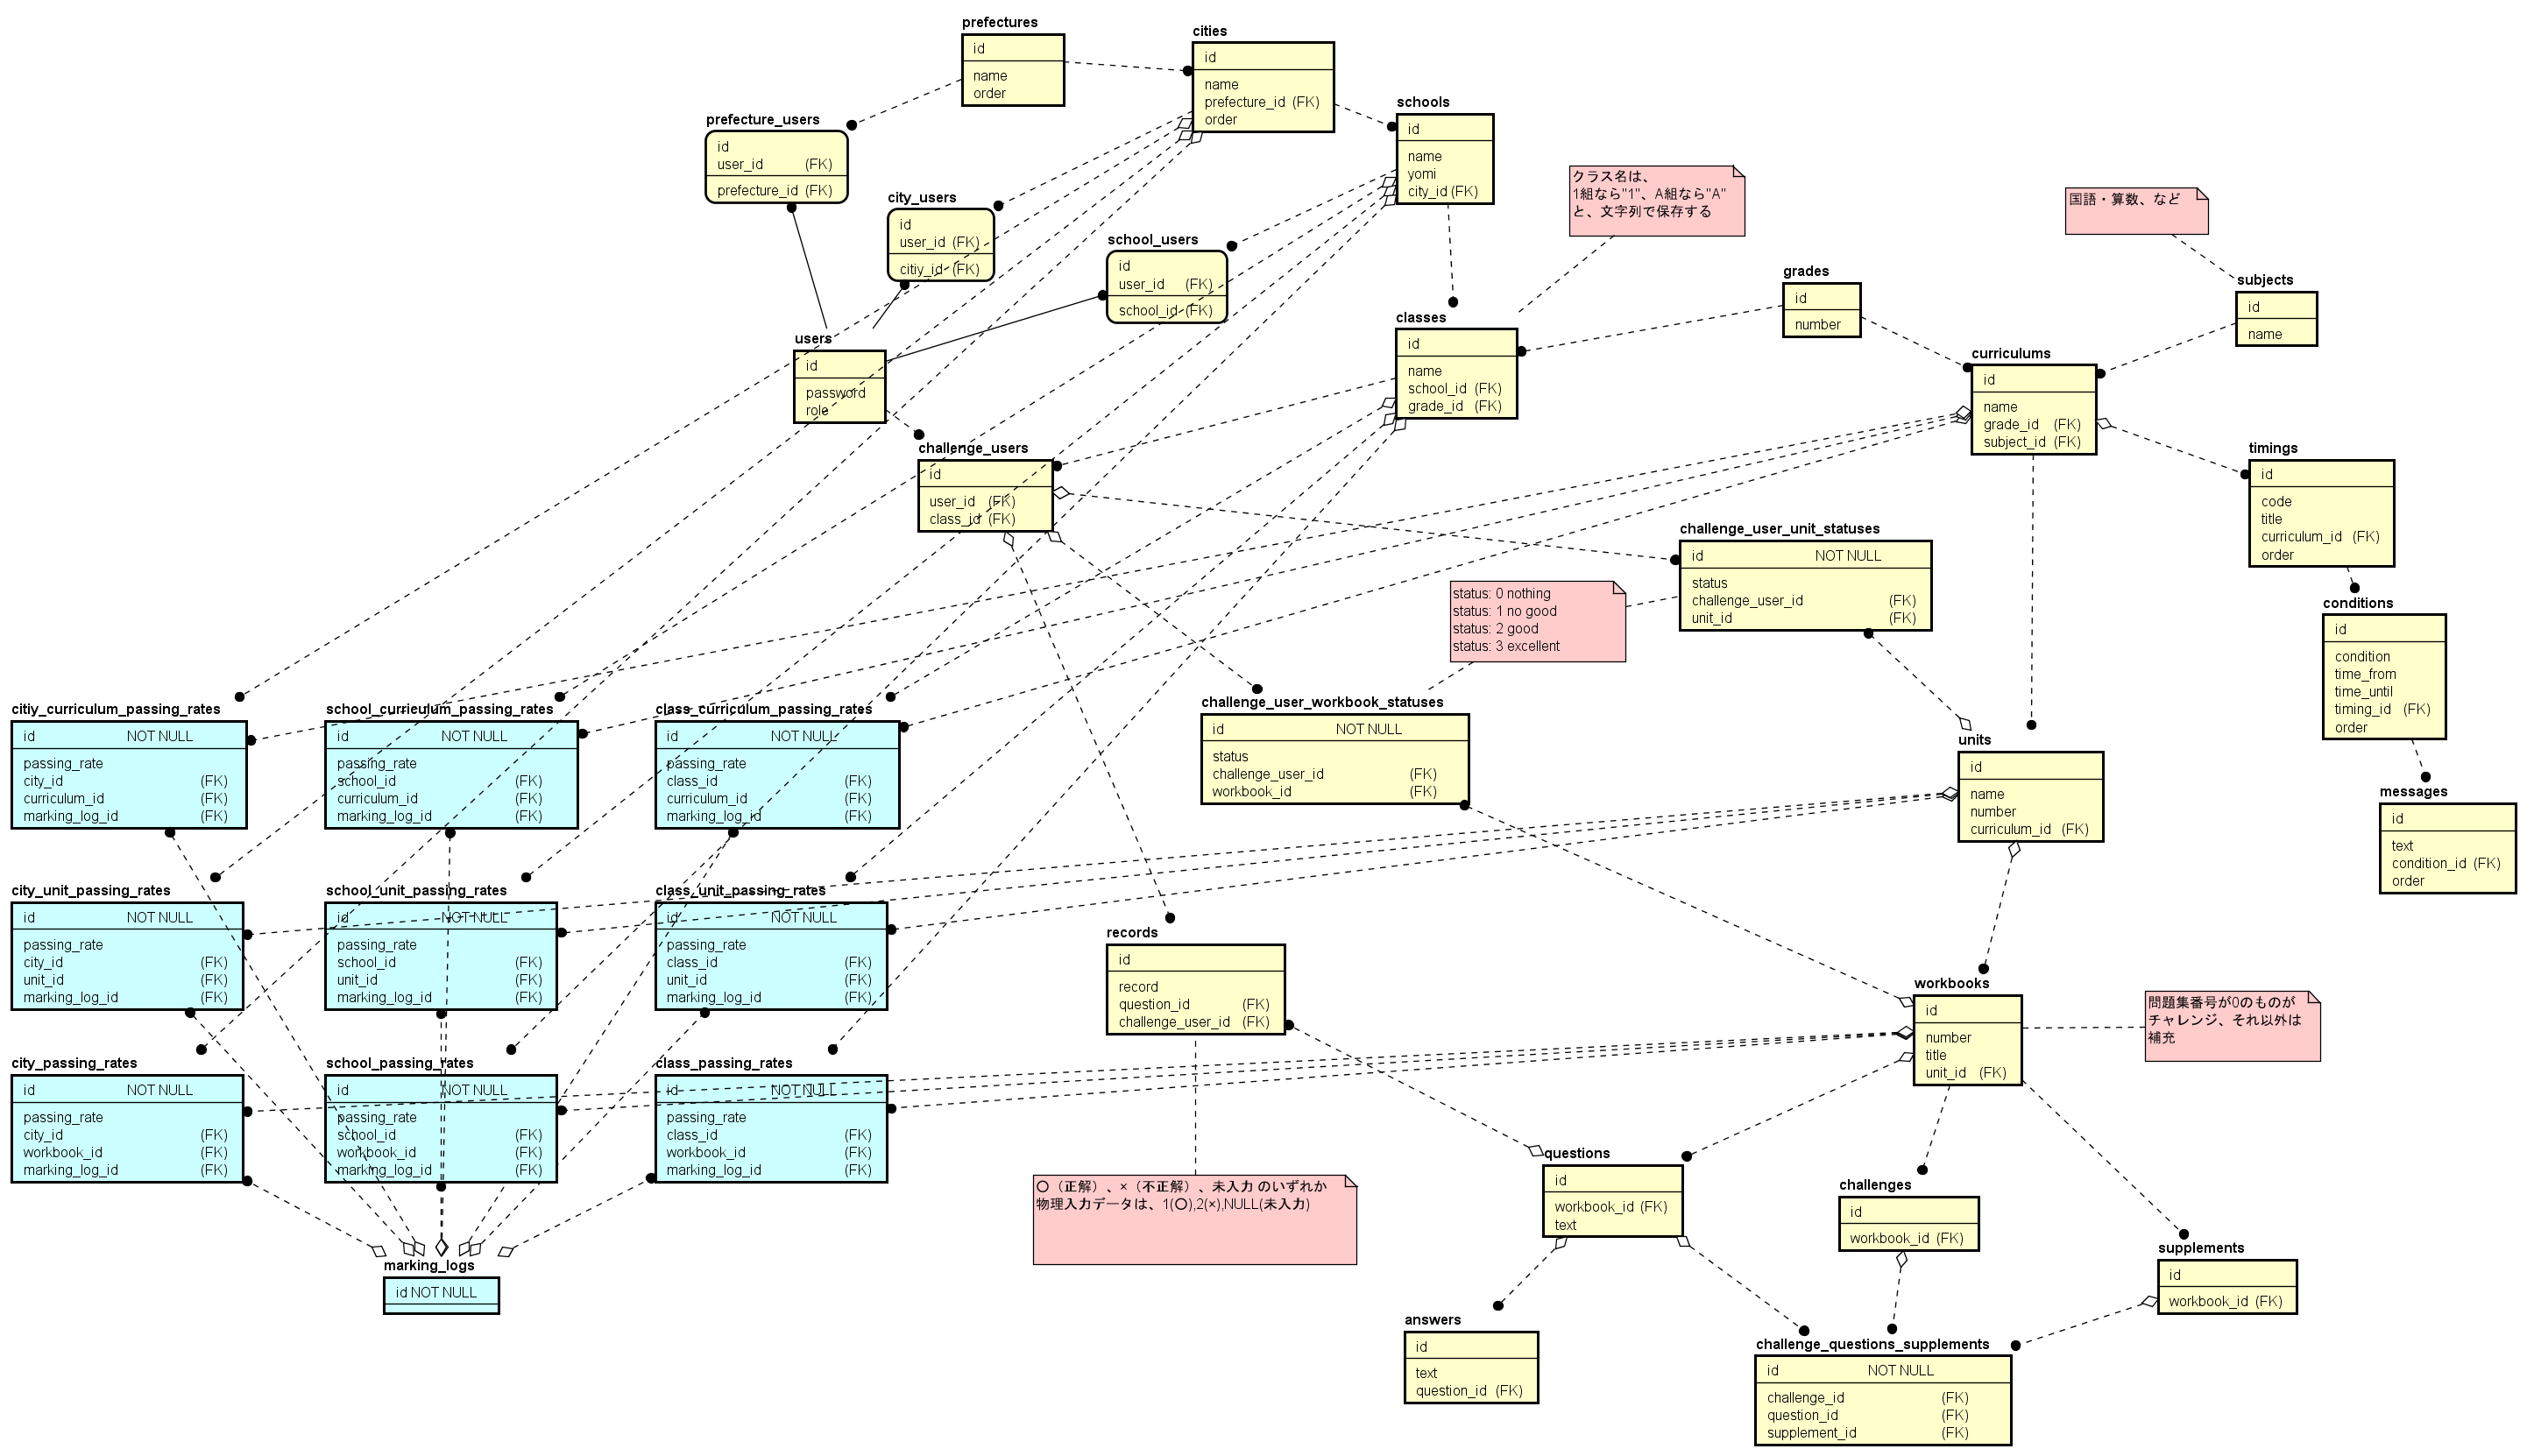 prefectures
id
name
order
cities
id
name
prefecture_id (FK)
order
schools
id
name
yomi
city_id (FK)
prefecture_users
id
user_id (FK)
prefecture_id (FK)
city_users
id
user_id (FK)
citiy_id (FK)
school_users
id
user_id (FK)
school_id (FK)
クラス名は、
1組なら"1"、A組なら"A"
と、文字列で保存する
国語・算数、など
grades
id
number
subjects
id
name
users
id
password
role
classes
id
name
school_id (FK)
grade_id (FK)
curriculums
id
name
grade_id (FK)
subject_id (FK)
challenge_users
id
user_id (FK)
class_id (FK)
timings
id
code
title
curriculum_id (FK)
order
challenge_user_unit_statuses
id NOT NULL
status
challenge_user_id (FK)
unit_id (FK)
status: 0 nothing
status: 1 no good
status: 2 good
status: 3 excellent
conditions
id
condition
time_from
time_until
timing_id (FK)
order
citiy_curriculum_passing_rates
id NOT NULL
passing_rate
city_id (FK)
curriculum_id (FK)
marking_log_id (FK)
school_curriculum_passing_rates
id NOT NULL
passing_rate
school_id (FK)
curriculum_id (FK)
marking_log_id (FK)
class_curriculum_passing_rates
id NOT NULL
passing_rate
class_id (FK)
curriculum_id (FK)
marking_log_id (FK)
challenge_user_workbook_statuses
id NOT NULL
status
challenge_user_id (FK)
workbook_id (FK)
units
id
name
number
curriculum_id (FK)
messages
id
text
condition_id (FK)
order
city_unit_passing_rates
id NOT NULL
passing_rate
city_id (FK)
unit_id (FK)
marking_log_id (FK)
school_unit_passing_rates
id NOT NULL
passing_rate
school_id (FK)
unit_id (FK)
marking_log_id (FK)
class_unit_passing_rates
id NOT NULL
passing_rate
class_id (FK)
unit_id (FK)
marking_log_id (FK)
records
id
record
question_id (FK)
challenge_user_id (FK)
workbooks
id
number
title
unit_id (FK)
問題集番号が0のものが
チャレンジ、それ以外は
補充
city_passing_rates
id NOT NULL
passing_rate
city_id (FK)
workbook_id (FK)
marking_log_id (FK)
school_passing_rates
id NOT NULL
passing_rate
school_id (FK)
workbook_id (FK)
marking_log_id (FK)
class_passing_rates
id NOT NULL
passing_rate
class_id (FK)
workbook_id (FK)
marking_log_id (FK)
〇（正解）、×（不正解）、未入力 のいずれか
物理入力データは、1(〇),2(×),NULL(未入力)
questions
id
workbook_id (FK)
text
challenges
id
workbook_id (FK)
supplements
id
workbook_id (FK)
marking_logs
id NOT NULL
answers
id
text
question_id (FK)
challenge_questions_supplements
id NOT NULL
challenge_id (FK)
question_id (FK)
supplement_id (FK)